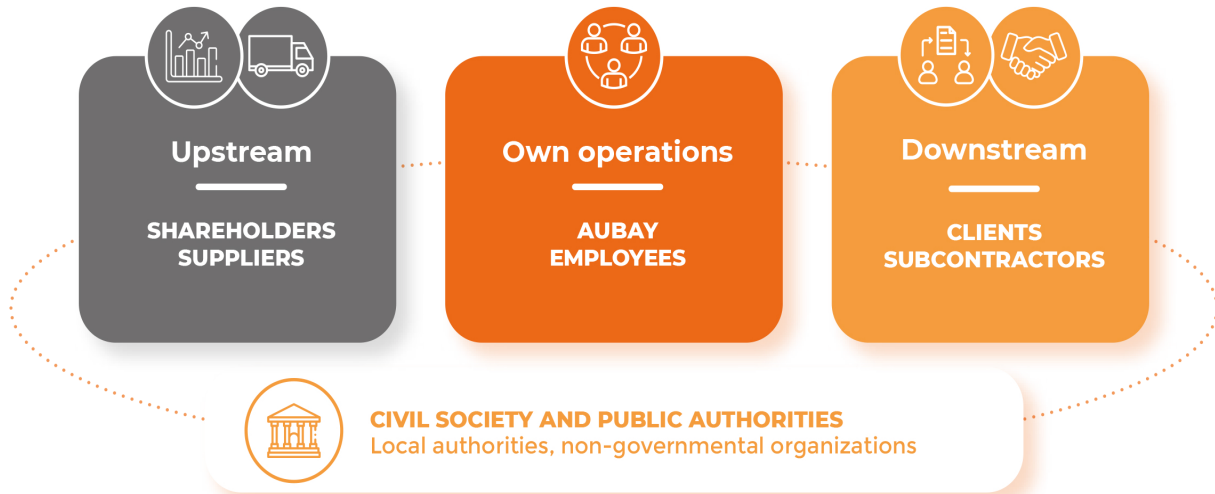 Upstream
SHAREHOLDERS
SUPPLIERS
Own operations
AUBAY
EMPLOYEES
Downstream
CLIENTS
SUBCONTRACTORS
CIVIL SOCIETY AND PUBLIC AUTHORITIES
Local authorities, non-governmental organizations